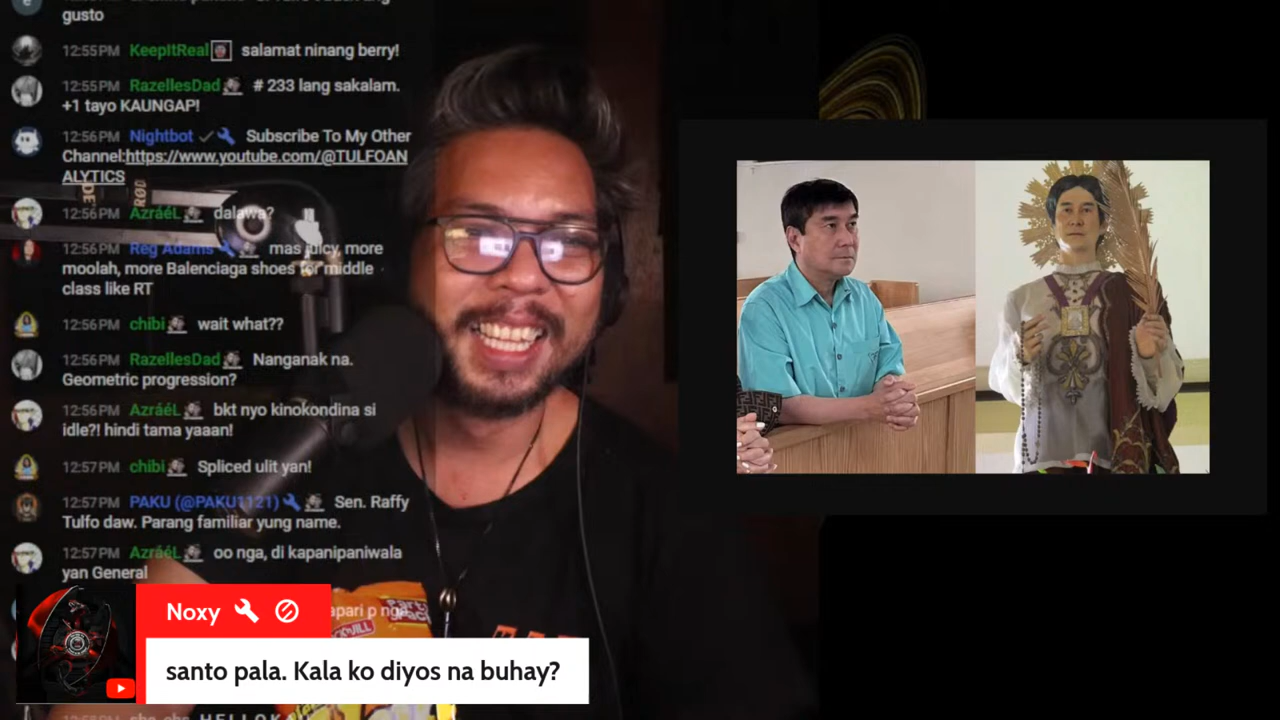 gusto
12:55PM KeepItReal salamat ninang berry!
12:55PM RazellesDad # 233 lang sakalam.
+1 tayo KAUNGAP!
12:56PM Nightbot Subscribe To My Other
Channel:https://www.youtube.com/@TULFOAN
ALYTICS
RØDE
12:56PM AzráéL dalawa?
12:56PM Reg Adams mas juicy, more
moolah, more Balenciaga shoes for middle
class like RT
12:56PM chibi wait what??
12:56PM RazellesDad Nanganak na.
Geometric progression?
12:56PM AzráéL bkt nyo kinokondina si
idle?! hindi tama yaaan!
12:57PM chibi Spliced ulit yan!
12:57PM PAKU (@PAKU1121) Sen. Raffy
Tulfo daw. Parang familiar yung name.
12:57PM AzráéL oo nga, di kapanipaniwala
yan General
Noxy
santo pala. Kala ko diyos na buhay?